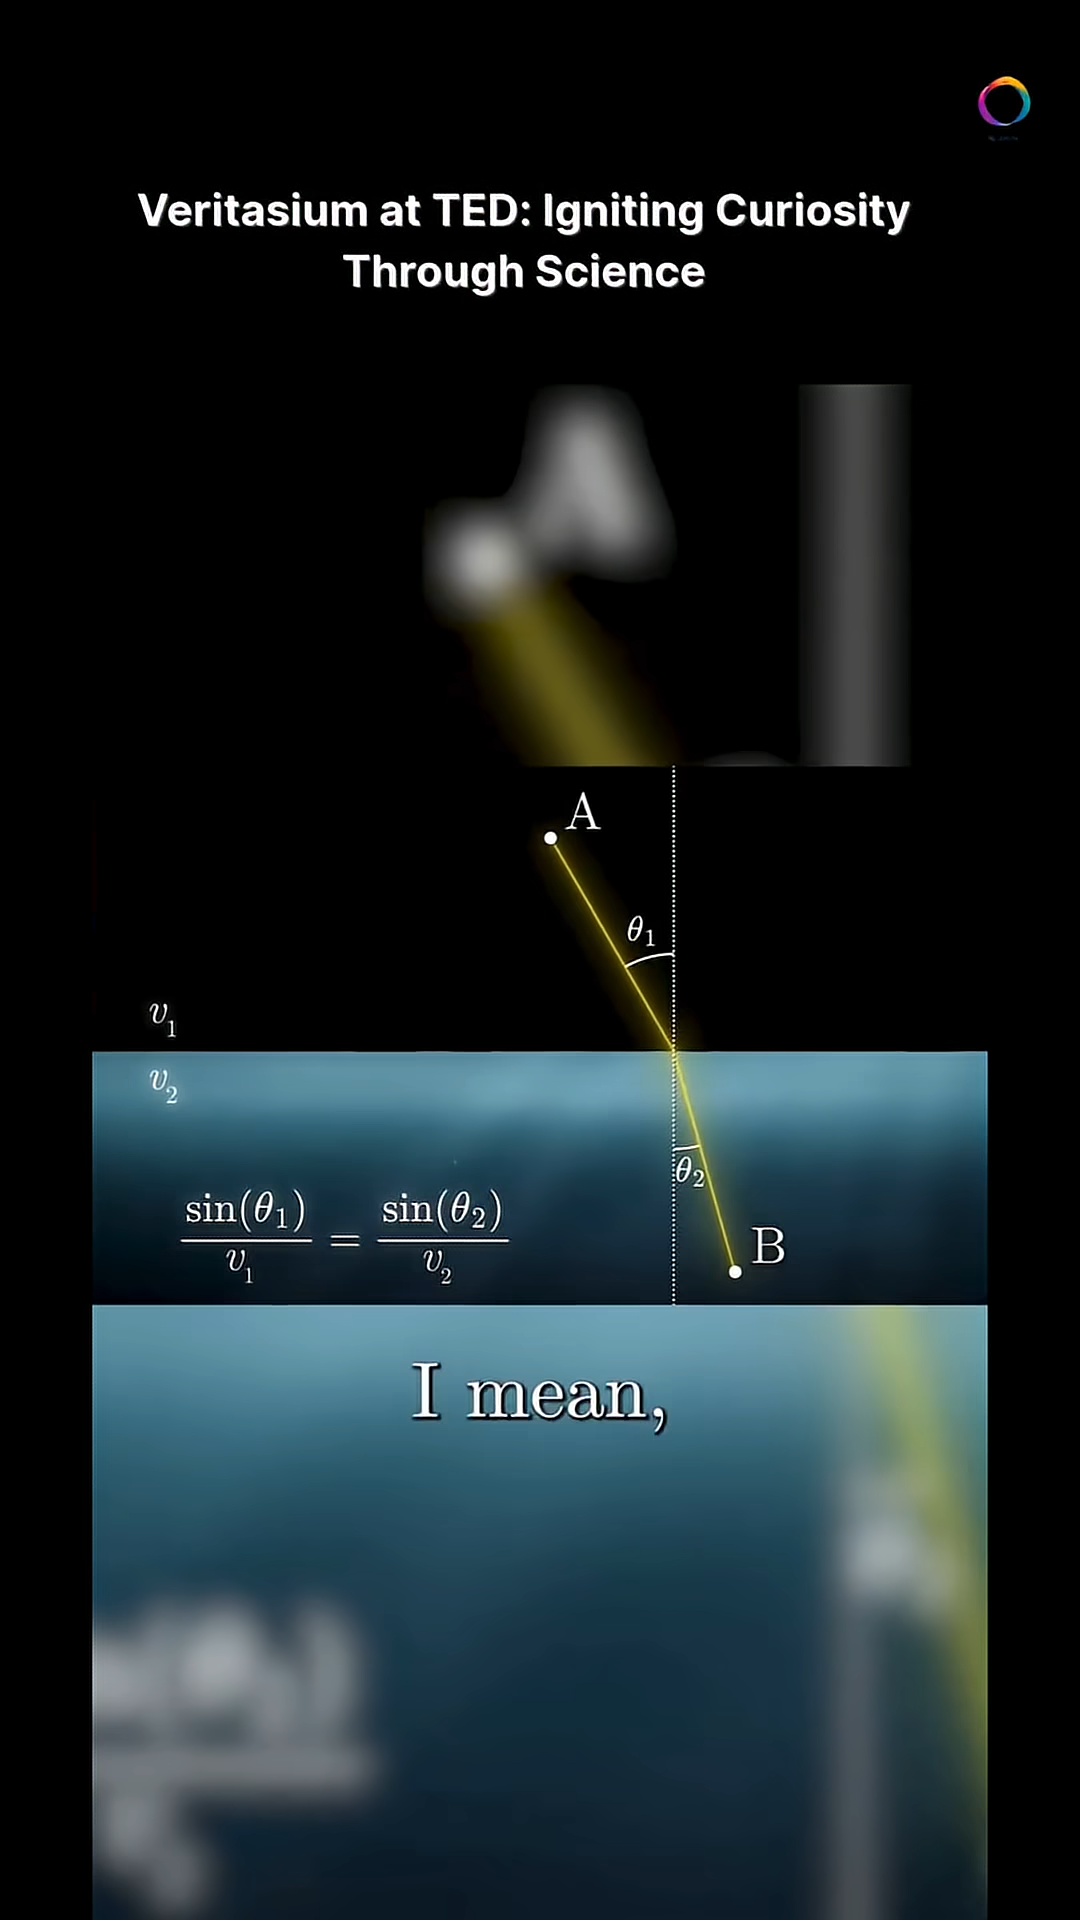 Veritasium at TED: Igniting Curiosity
Through Science
A
θ₁
v₁
v₂
θ₂
sin(θ₁)/v₁ = sin(θ₂)/v₂
B
I mean,